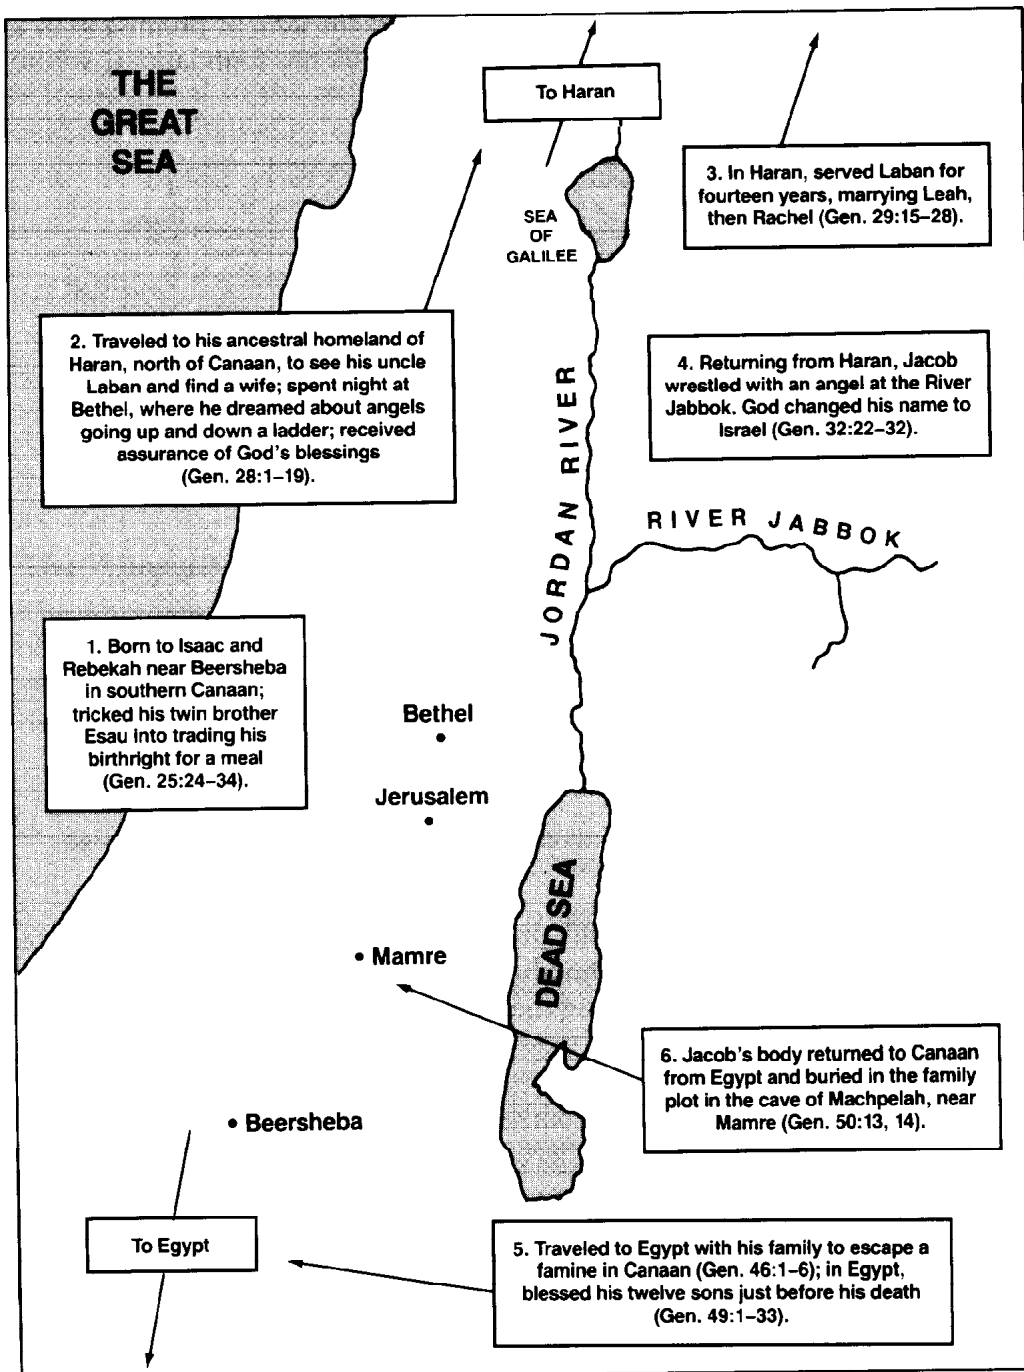 THE
GREAT
SEA
To Haran
3. In Haran, served Laban for
fourteen years, marrying Leah,
then Rachel (Gen. 29:15–28).
SEA
OF
GALILEE
2. Traveled to his ancestral homeland of
Haran, north of Canaan, to see his uncle
Laban and find a wife; spent night at
Bethel, where he dreamed about angels
going up and down a ladder; received
assurance of God's blessings
(Gen. 28:1–19).
4. Returning from Haran, Jacob
wrestled with an angel at the River
Jabbok. God changed his name to
Israel (Gen. 32:22–32).
JORDAN RIVER
RIVER JABBOK
1. Born to Isaac and
Rebekah near Beersheba
in southern Canaan;
tricked his twin brother
Esau into trading his
birthright for a meal
(Gen. 25:24–34).
Bethel
Jerusalem
DEAD SEA
Mamre
6. Jacob's body returned to Canaan
from Egypt and buried in the family
plot in the cave of Machpelah, near
Mamre (Gen. 50:13, 14).
Beersheba
To Egypt
5. Traveled to Egypt with his family to escape a
famine in Canaan (Gen. 46:1–6); in Egypt,
blessed his twelve sons just before his death
(Gen. 49:1–33).